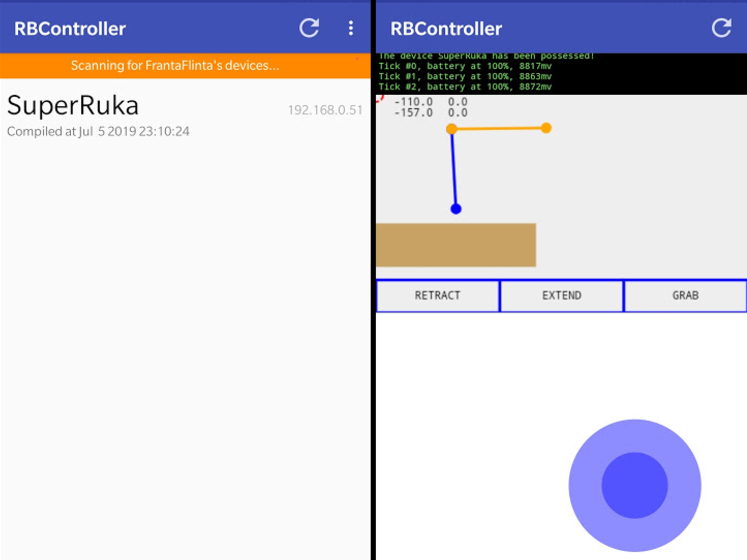 RBController
Scanning for FrantaFlinta's devices...
SuperRuka
192.168.0.51
Compiled at Jul  5 2019 23:10:24
RBController
The device SuperRuka has been possessed!
Tick #0, battery at 100%, 8817mv
Tick #1, battery at 100%, 8863mv
Tick #2, battery at 100%, 8872mv
-110.0 0.0
-157.0 0.0
RETRACT EXTEND GRAB